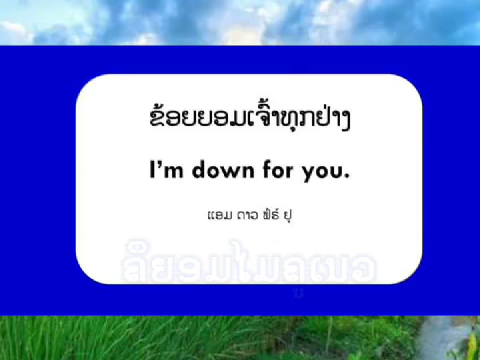 ຂ້ອຍຍອມເຈົ້າທຸກຢ່າງ
I'm down for you.
ແອມ ດາວ ຟໍຣ໌ ຢູ